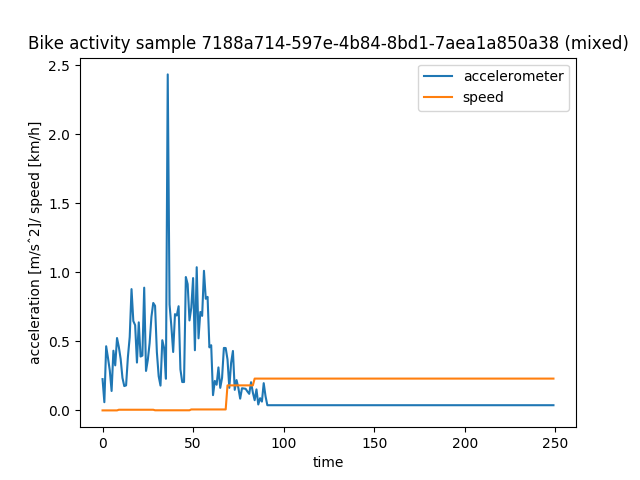 Bike activity sample 7188a714-597e-4b84-8bd1-7aea1a850a38 (mixed)
accelerometer
speed
acceleration [m/sˆ2]/ speed [km/h]
2.5
2.0
1.5
1.0
0.5
0.0
0 50 100 150 200 250
time